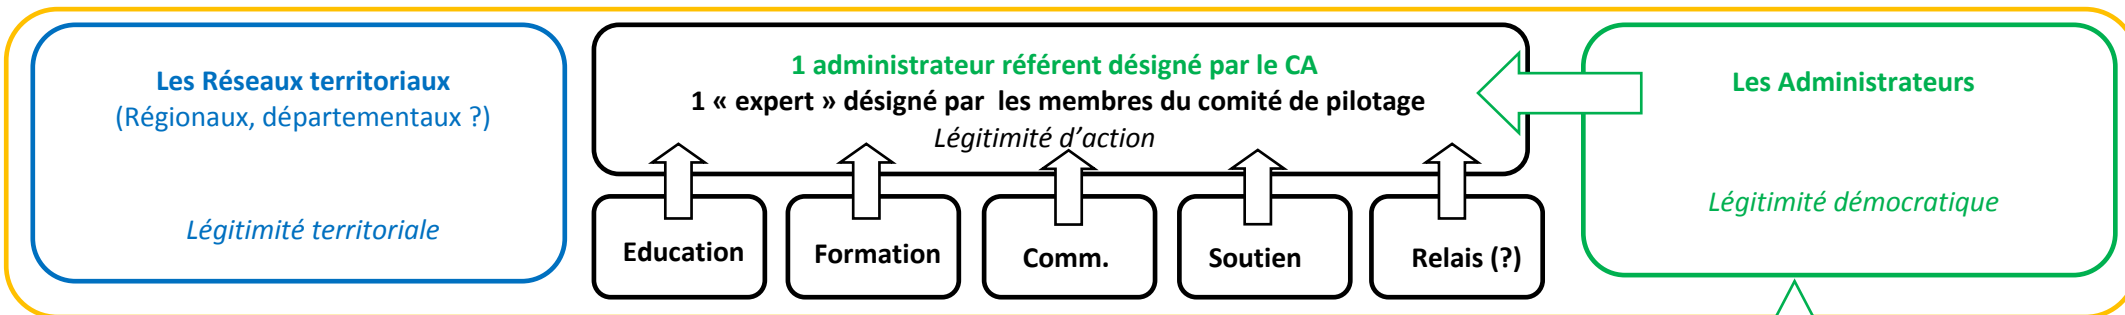 Les Réseaux territoriaux
(Régionaux, départementaux ?)
Légitimité territoriale
1 administrateur référent désigné par le CA
1 « expert » désigné par les membres du comité de pilotage
Légitimité d’action
Education
Formation
Comm.
Soutien
Relais (?)
Les Administrateurs
Légitimité démocratique